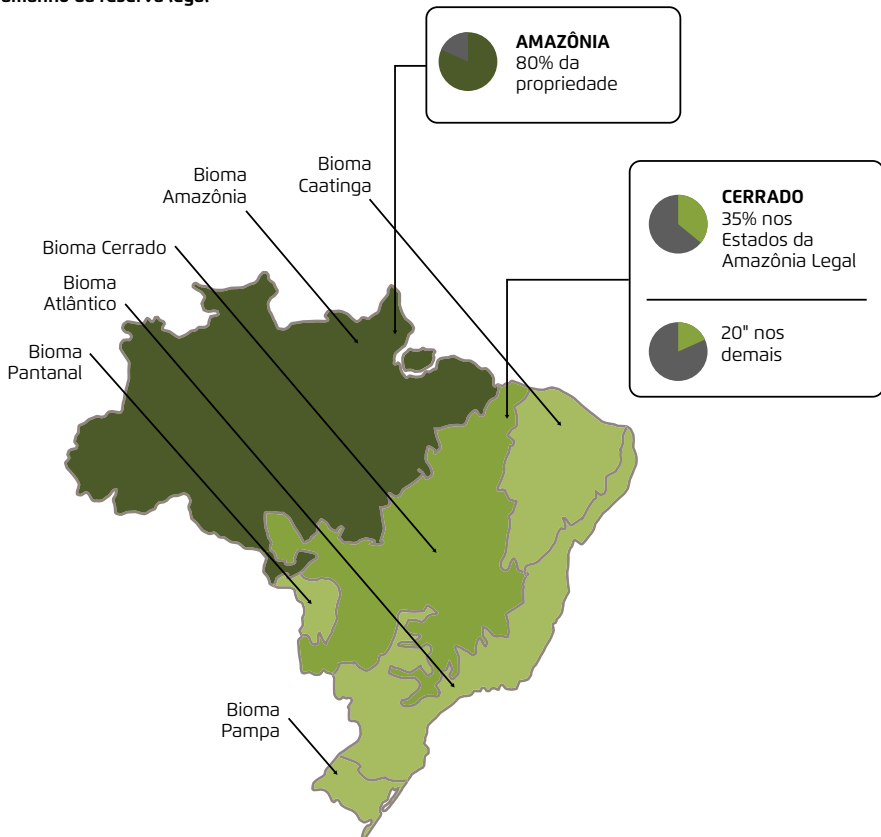 AMAZÔNIA
80% da
propriedade
Bioma
Caatinga
Bioma
Amazônia
CERRADO
35% nos
Estados da
Amazônia Legal
Bioma Cerrado
Bioma
Atlântico
20" nos
demais
Bioma
Pantanal
Bioma
Pampa